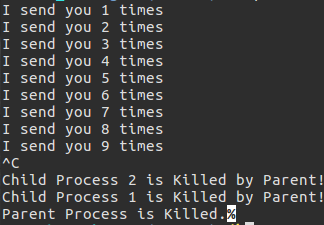 I send you 1 times
I send you 2 times
I send you 3 times
I send you 4 times
I send you 5 times
I send you 6 times
I send you 7 times
I send you 8 times
I send you 9 times
^C
Child Process 2 is Killed by Parent!
Child Process 1 is Killed by Parent!
Parent Process is Killed.%